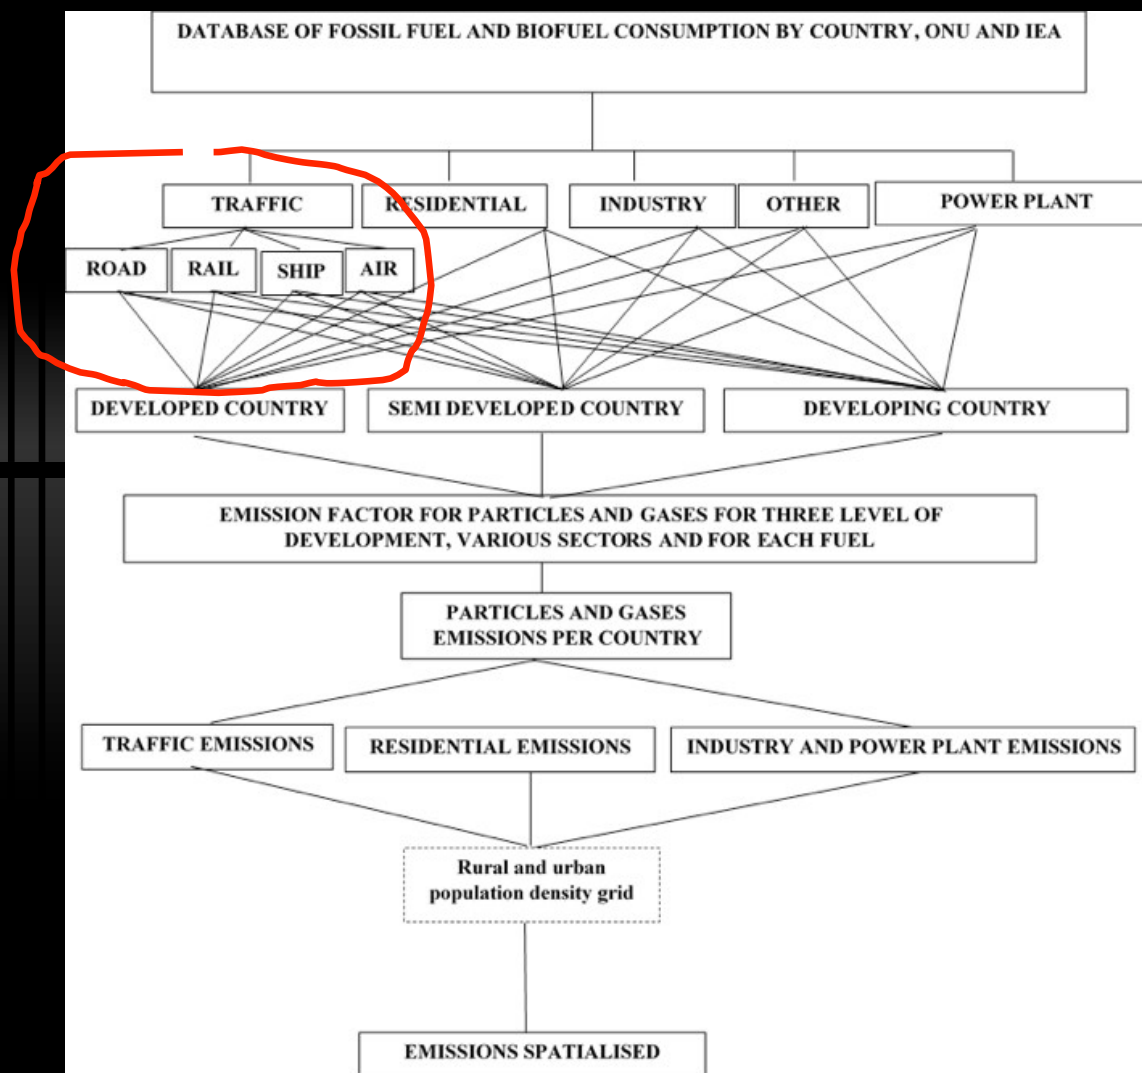 DATABASE OF FOSSIL FUEL AND BIOFUEL CONSUMPTION BY COUNTRY, ONU AND IEA
TRAFFIC
RESIDENTIAL
INDUSTRY
OTHER
POWER PLANT
ROAD
RAIL
SHIP
AIR
DEVELOPED COUNTRY
SEMI DEVELOPED COUNTRY
DEVELOPING COUNTRY
EMISSION FACTOR FOR PARTICLES AND GASES FOR THREE LEVEL OF
DEVELOPMENT, VARIOUS SECTORS AND FOR EACH FUEL
PARTICLES AND GASES
EMISSIONS PER COUNTRY
TRAFFIC EMISSIONS
RESIDENTIAL EMISSIONS
INDUSTRY AND POWER PLANT EMISSIONS
Rural and urban
population density grid
EMISSIONS SPATIALISED